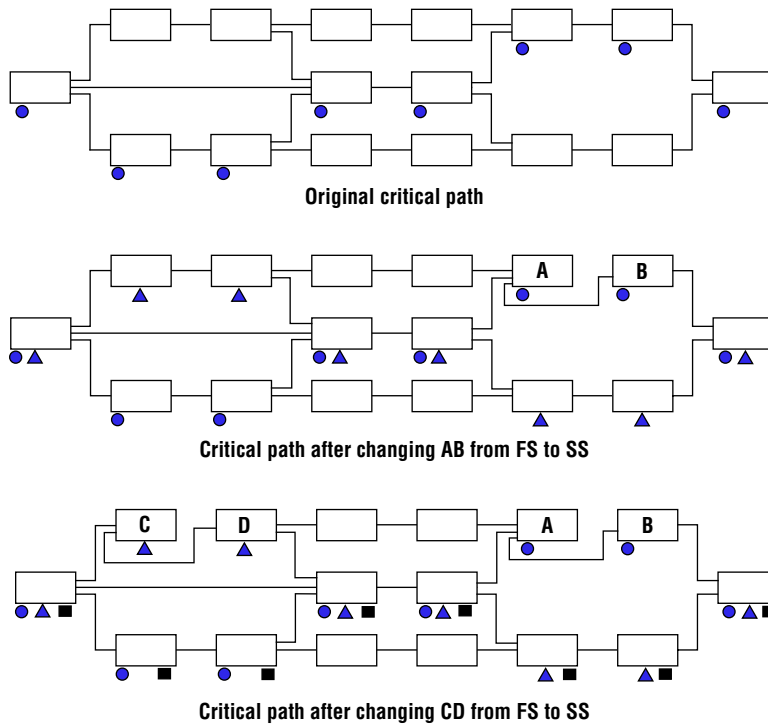 Original critical path
A B
Critical path after changing AB from FS to SS
C D A B
Critical path after changing CD from FS to SS